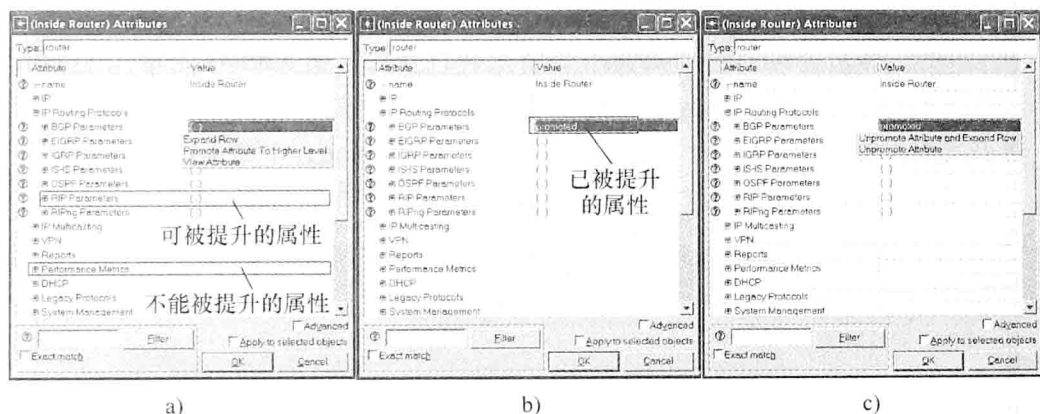 (Inside Router) Attributes
Type: router
Attribute Value
name Inside Router
IP
IP Routing Protocols
BGP Parameters
EIGRP Parameters
IGRP Parameters
IS-IS Parameters
OSPF Parameters
RIP Parameters
RIPng Parameters
IP Multicasting
VPN
Reports
Performance Metrics
DHCP
Legacy Protocols
System Management
Expand Row
Promote Attribute To Higher Level
View Attribute
可被提升的属性
不能被提升的属性
Advanced
Filter
Apply to selected objects
Exact match
OK
Cancel
a)
(Inside Router) Attributes
Type: router
Attribute Value
name Inside Router
IP
IP Routing Protocols
BGP Parameters promoted
EIGRP Parameters
IGRP Parameters ( )
IS-IS Parameters ( )
OSPF Parameters ( )
RIP Parameters ( )
RIPng Parameters ( )
IP Multicasting
VPN
Reports
Performance Metrics
DHCP
Legacy Protocols
System Management
已被提升
的属性
Advanced
Filter
Apply to selected objects
Exact match
OK
Cancel
b)
(Inside Router) Attributes
Type: router
Attribute Value
name Inside Router
IP
IP Routing Protocols
BGP Parameters promoted
EIGRP Parameters
IGRP Parameters
IS-IS Parameters ( )
OSPF Parameters ( )
RIP Parameters ( )
RIPng Parameters ( )
IP Multicasting
VPN
Reports
Performance Metrics
DHCP
Legacy Protocols
System Management
Unpromote Attribute and Expand Row
Unpromote Attribute
Advanced
Filter
Apply to selected objects
Exact match
OK
Cancel
c)